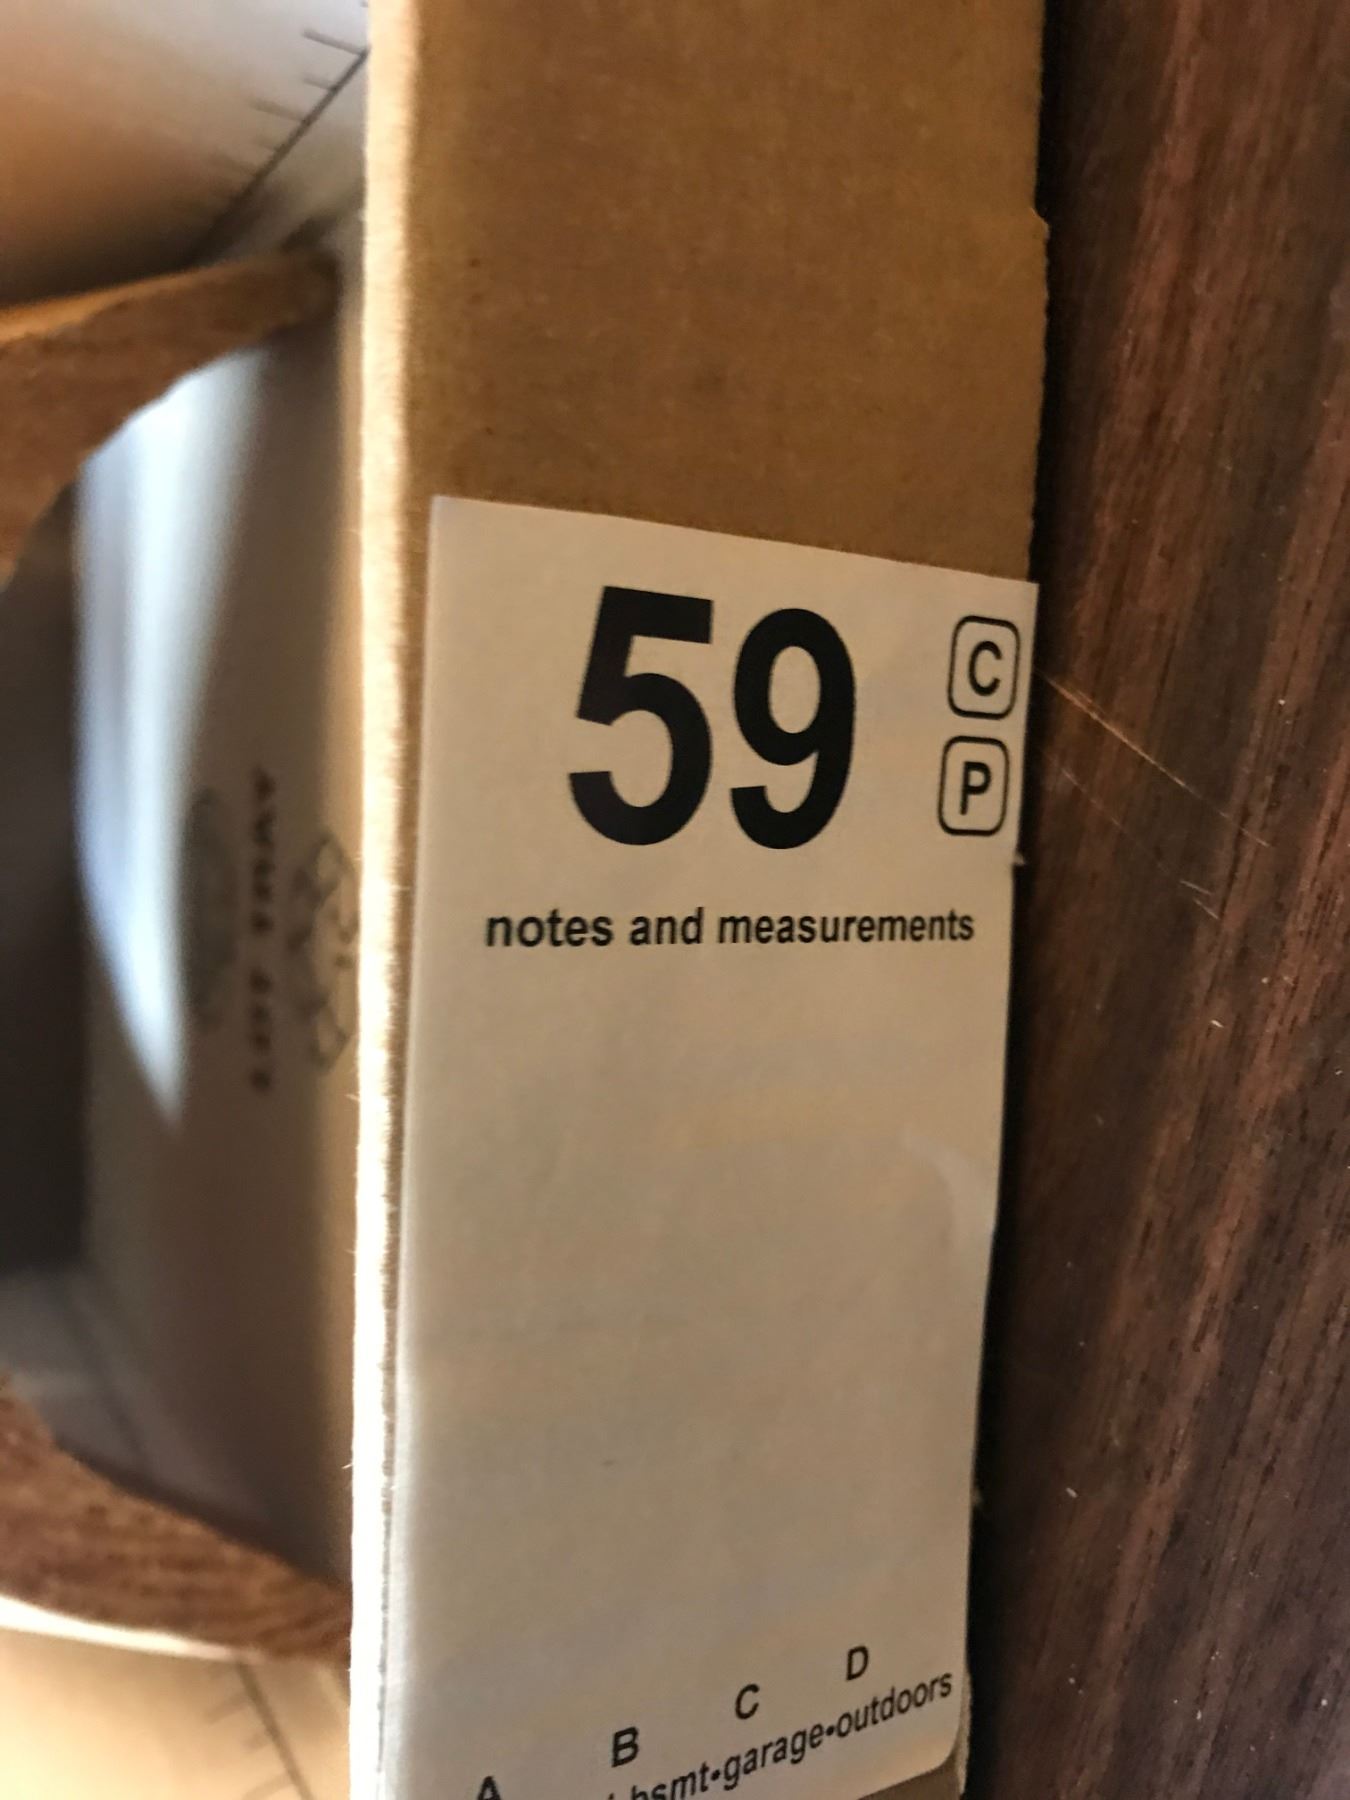 59
C
P
notes and measurements
A B C D
bsmt•garage•outdoors